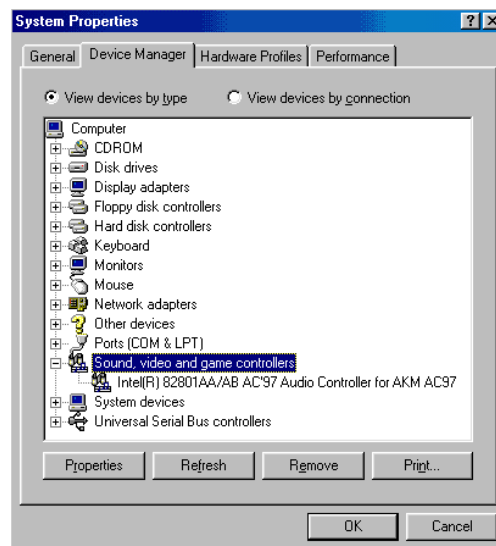 System Properties
General Device Manager Hardware Profiles Performance
View devices by type View devices by connection
Computer
CDROM
Disk drives
Display adapters
Floppy disk controllers
Hard disk controllers
Keyboard
Monitors
Mouse
Network adapters
Other devices
Ports (COM & LPT)
Sound, video and game controllers
Intel(R) 82801AA/AB AC'97 Audio Controller for AKM AC97
System devices
Universal Serial Bus controllers
Properties Refresh Remove Print...
OK Cancel